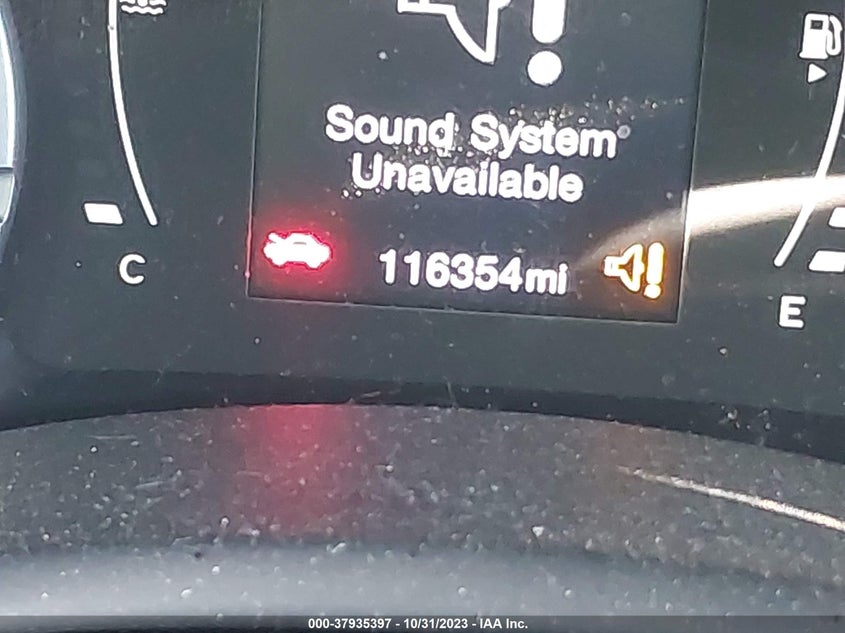 Sound System
Unavailable
116354mi
C
E
000-37935397 - 10/31/2023 - IAA Inc.